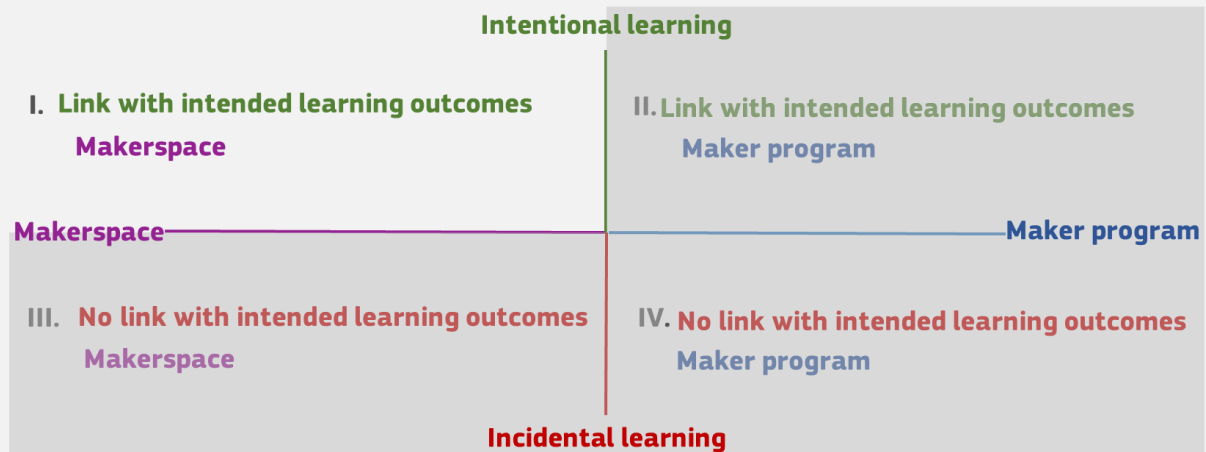 Intentional learning
I. Link with intended learning outcomes
Makerspace
II. Link with intended learning outcomes
Maker program
Makerspace
Maker program
III. No link with intended learning outcomes
Makerspace
IV. No link with intended learning outcomes
Maker program
Incidental learning